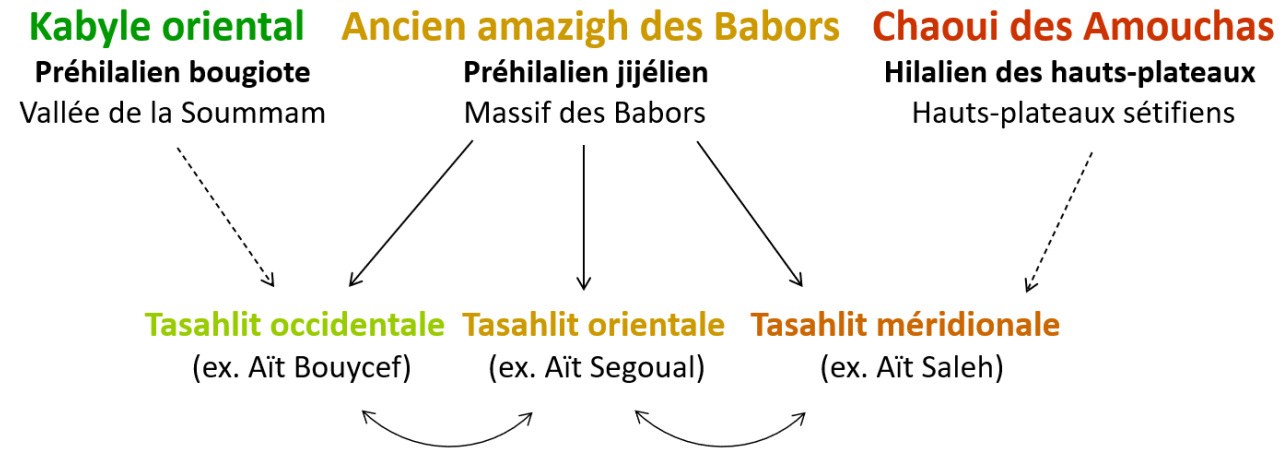 Kabyle oriental
Préhilalien bougiote
Vallée de la Soummam
Ancien amazigh des Babors
Préhilalien jijélien
Massif des Babors
Chaoui des Amouchas
Hilalien des hauts-plateaux
Hauts-plateaux sétifiens
Tasahlit occidentale
(ex. Aït Bouycef)
Tasahlit orientale
(ex. Aït Segoual)
Tasahlit méridionale
(ex. Aït Saleh)